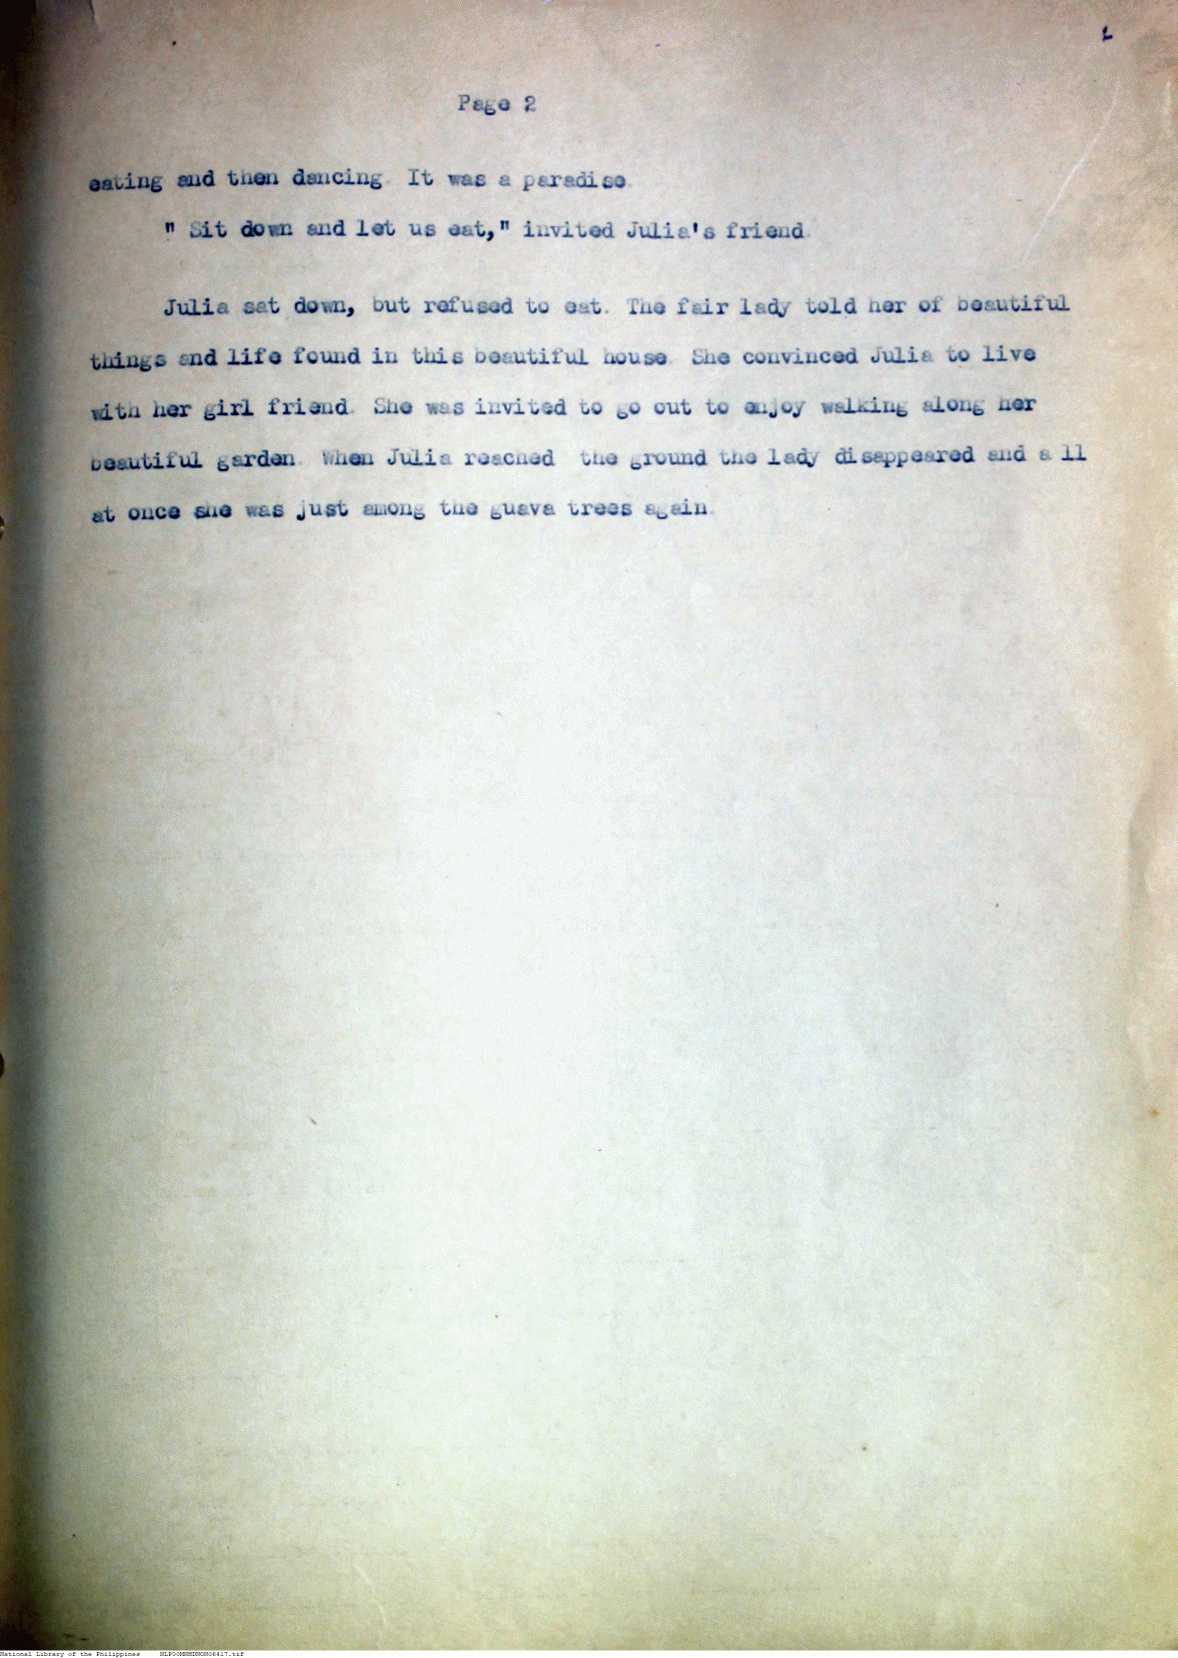 2
Page 2
eating and then dancing. It was a paradise.
" Sit down and let us eat," invited Julia's friend.
Julia sat down, but refused to eat. The fair lady told her of beautiful
things and life found in this beautiful house. She convinced Julia to live
with her girl friend. She was invited to go out to enjoy walking along her
beautiful garden. When Julia reached the ground the lady disappeared and a ll
at once she was just among the guava trees again.
National Library of the Philippines